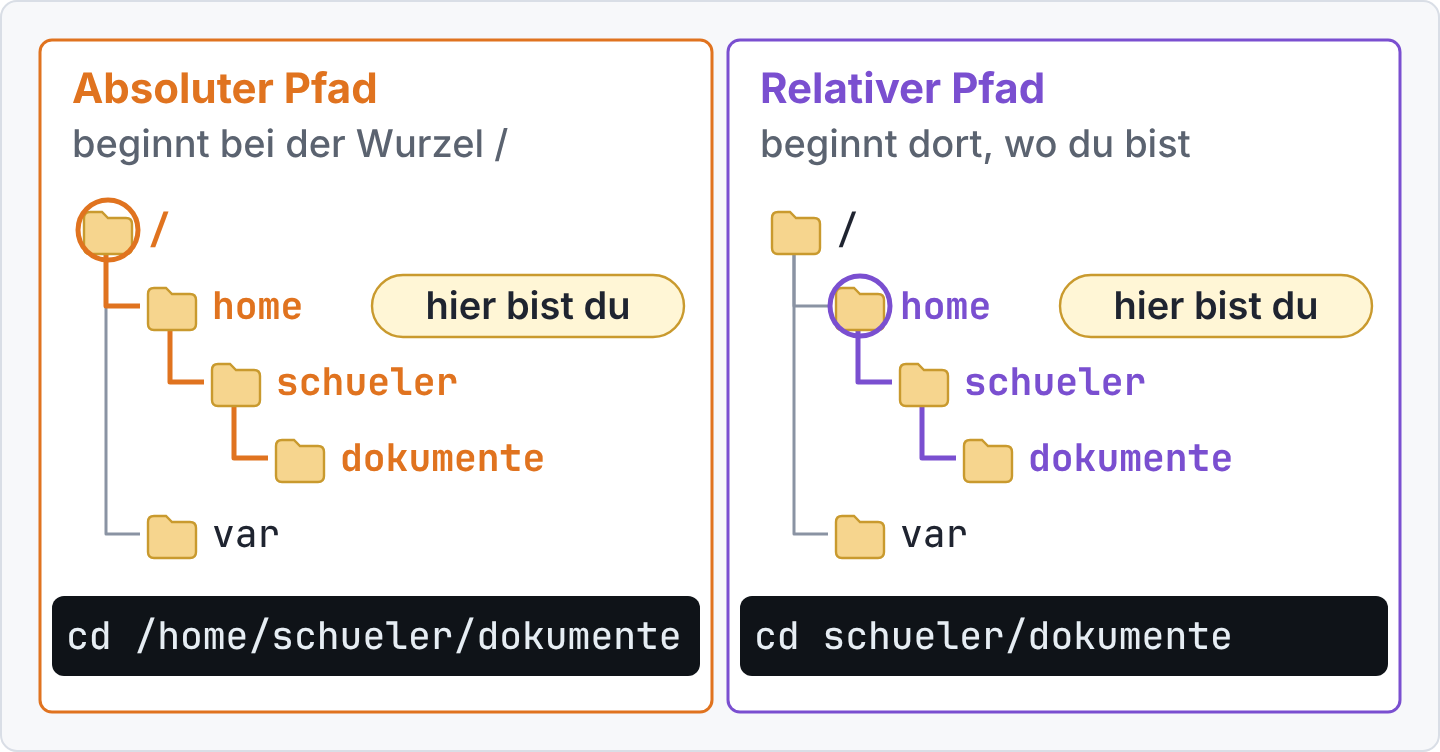 Absoluter Pfad
beginnt bei der Wurzel /
/
home
hier bist du
schueler
dokumente
var
cd /home/schueler/dokumente
Relativer Pfad
beginnt dort, wo du bist
/
home
hier bist du
schueler
dokumente
var
cd schueler/dokumente